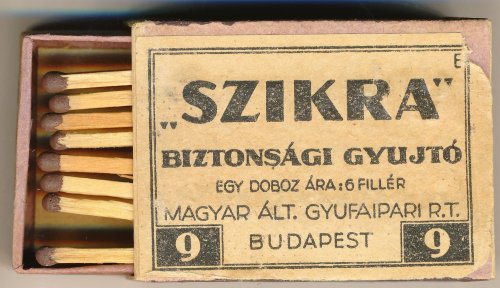 E
„SZIKRA”
BIZTONSÁGI GYUJTÓ
EGY DOBOZ ÁRA: 6 FILLÉR
MAGYAR ÁLT. GYUFAIPARI R.T.
9 BUDAPEST 9